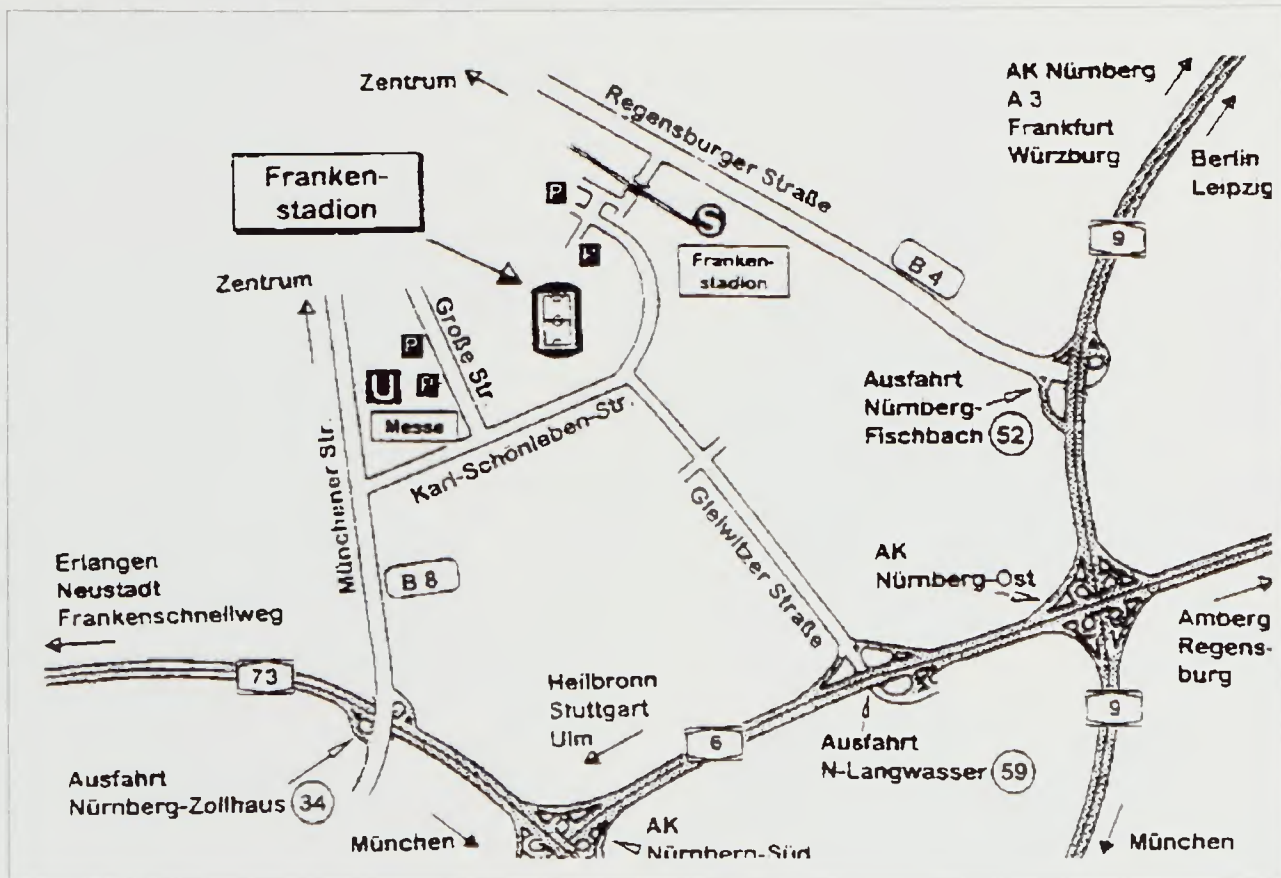 Zentrum
Regensburger Straße
AK Nürnberg
A 3
Frankfurt
Würzburg
Berlin
Leipzig
Franken-
stadion
P
S
Franken-
stadion
B 4
9
Zentrum
P
Große Str.
P
U
P
Messe
Karl-Schönleben-Str.
Münchener Str.
Ausfahrt
Nürnberg-
Fischbach 52
Gleiwitzer Straße
B 8
AK
Nürnberg-Ost
Erlangen
Neustadt
Frankenschnellweg
Amberg
Regens-
burg
73
Heilbronn
Stuttgart
Ulm
6
9
Ausfahrt
N-Langwasser 59
Ausfahrt
Nürnberg-Zollhaus 34
München
AK
Nürnbern-Süd
München